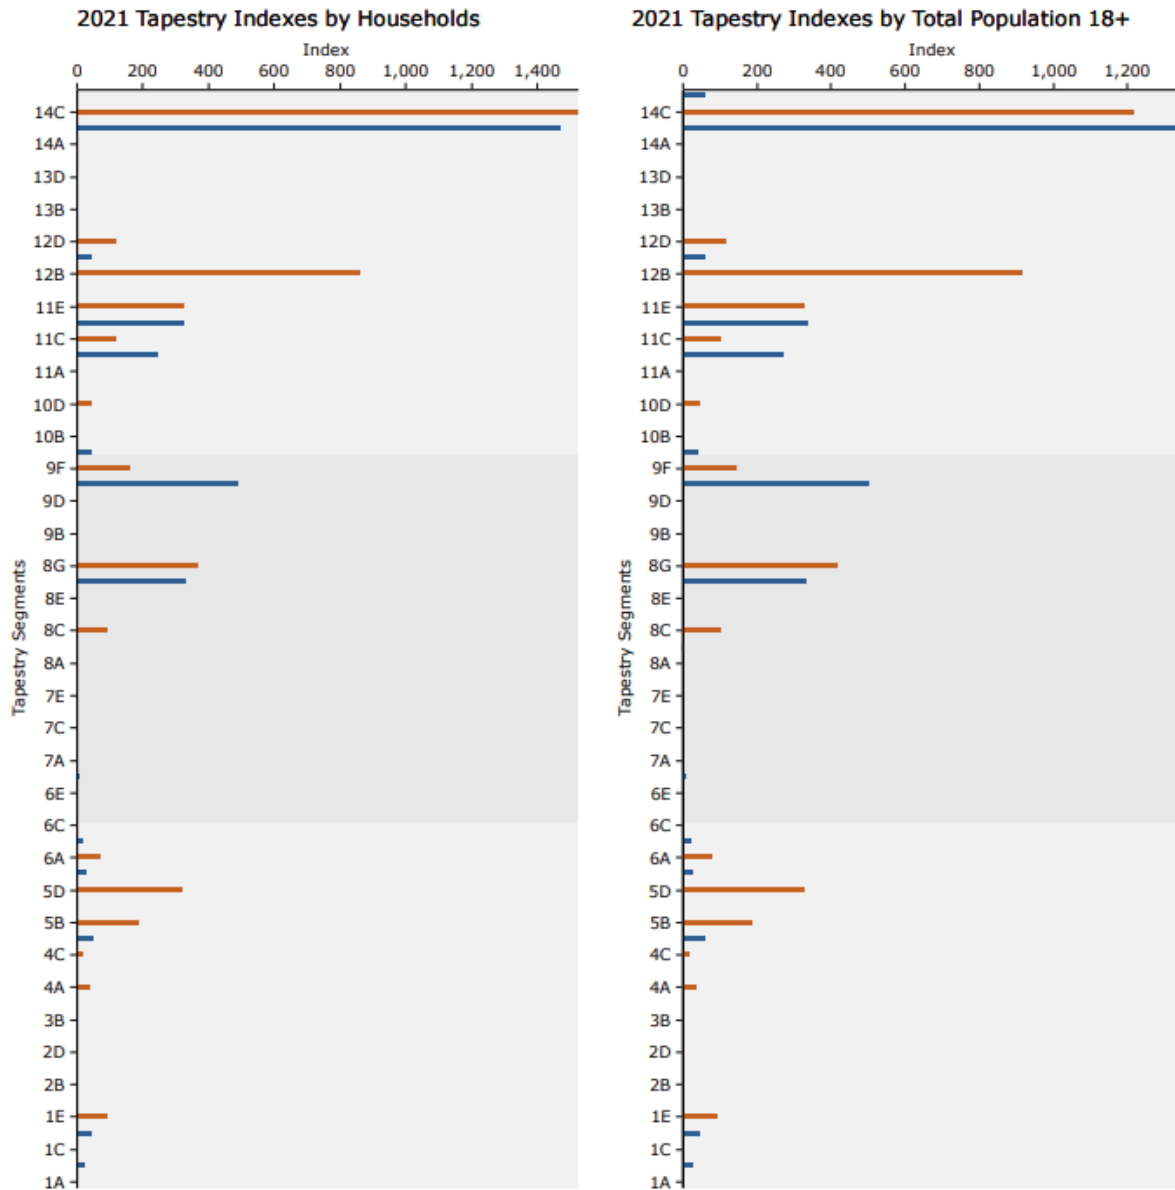 2021 Tapestry Indexes by Households
Index
0 200 400 600 800 1,000 1,200 1,400
14C
14A
13D
13B
12D
12B
11E
11C
11A
10D
10B
9F
9D
9B
8G
8E
8C
8A
7E
7C
7A
6E
6C
6A
5D
5B
4C
4A
3B
2D
2B
1E
1C
1A
Tapestry Segments
2021 Tapestry Indexes by Total Population 18+
Index
0 200 400 600 800 1,000 1,200
14C
14A
13D
13B
12D
12B
11E
11C
11A
10D
10B
9F
9D
9B
8G
8E
8C
8A
7E
7C
7A
6E
6C
6A
5D
5B
4C
4A
3B
2D
2B
1E
1C
1A
Tapestry Segments